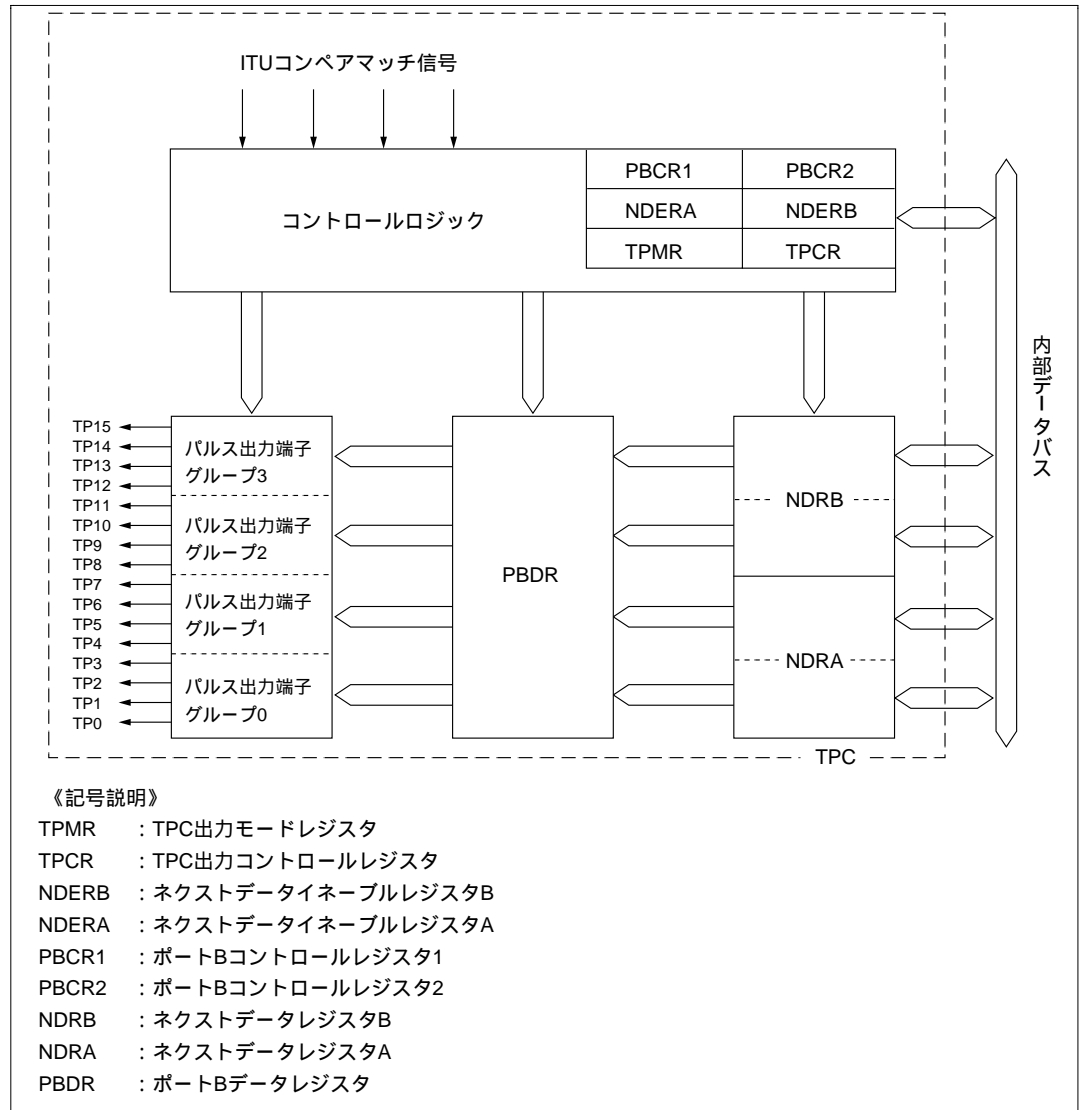 ITUコンペアマッチ信号
コントロールロジック
PBCR1
PBCR2
NDERA
NDERB
TPMR
TPCR
内部データバス
TP15
TP14
TP13
TP12
TP11
TP10
TP9
TP8
TP7
TP6
TP5
TP4
TP3
TP2
TP1
TP0
パルス出力端子
グループ3
パルス出力端子
グループ2
パルス出力端子
グループ1
パルス出力端子
グループ0
PBDR
NDRB
NDRA
TPC
《記号説明》
TPMR :TPC出力モードレジスタ
TPCR :TPC出力コントロールレジスタ
NDERB :ネクストデータイネーブルレジスタB
NDERA :ネクストデータイネーブルレジスタA
PBCR1 :ポートBコントロールレジスタ1
PBCR2 :ポートBコントロールレジスタ2
NDRB :ネクストデータレジスタB
NDRA :ネクストデータレジスタA
PBDR :ポートBデータレジスタ